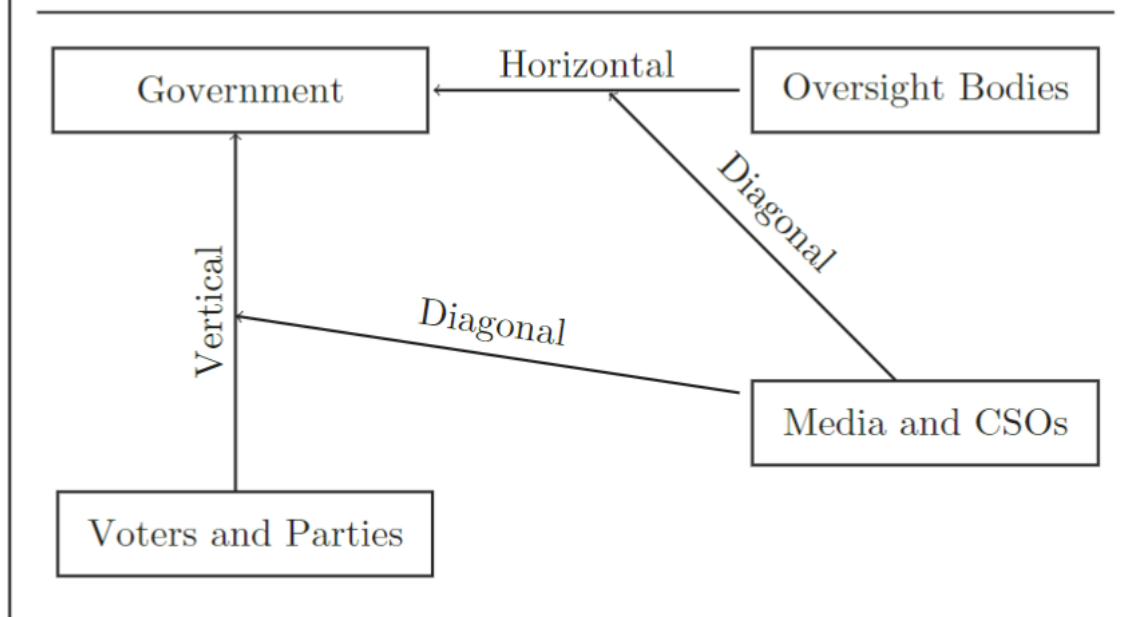 Horizontal
Government
Oversight Bodies
Diagonal
Vertical
Diagonal
Media and CSOs
Voters and Parties